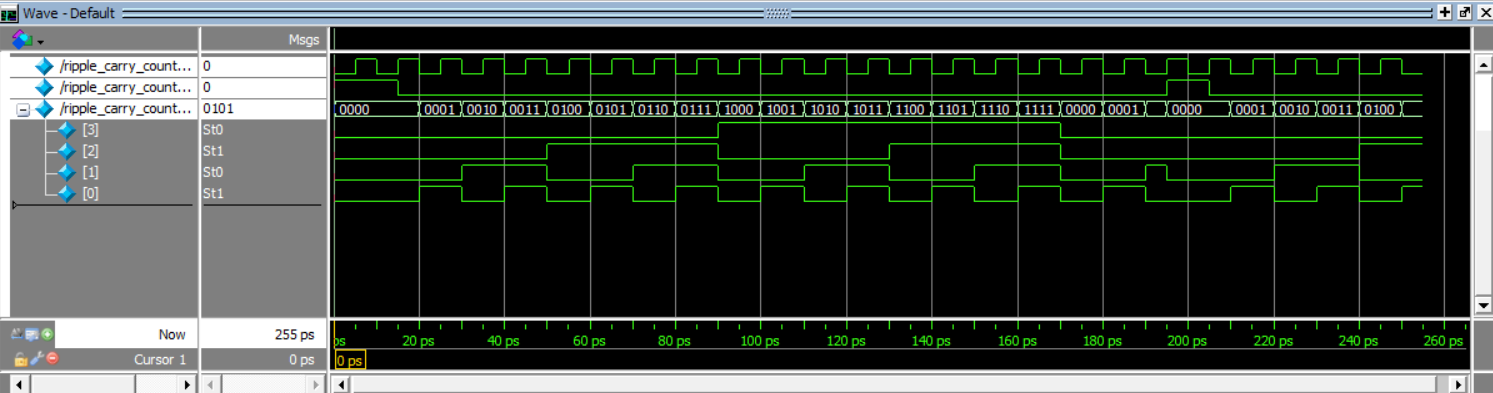 Wave - Default
Msgs
/ripple_carry_count... 0
/ripple_carry_count... 0
/ripple_carry_count... 0101 0000 0001 0010 0011 0100 0101 0110 0111 1000 1001 1010 1011 1100 1101 1110 1111 0000 0001 0000 0001 0010 0011 0100
[3] St0
[2] St1
[1] St0
[0] St1
Now 255 ps ps 20 ps 40 ps 60 ps 80 ps 100 ps 120 ps 140 ps 160 ps 180 ps 200 ps 220 ps 240 ps 260 ps
Cursor 1 0 ps 0 ps